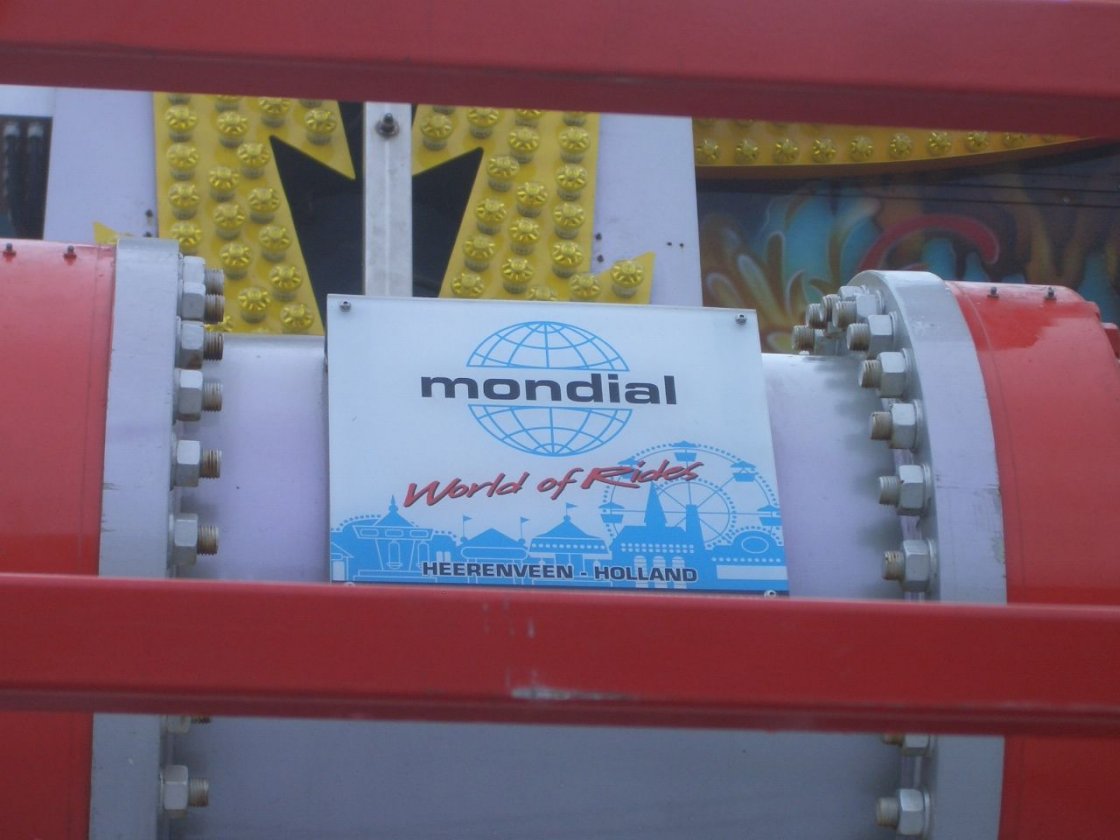 mondial
World of Rides
HEERENVEEN - HOLLAND